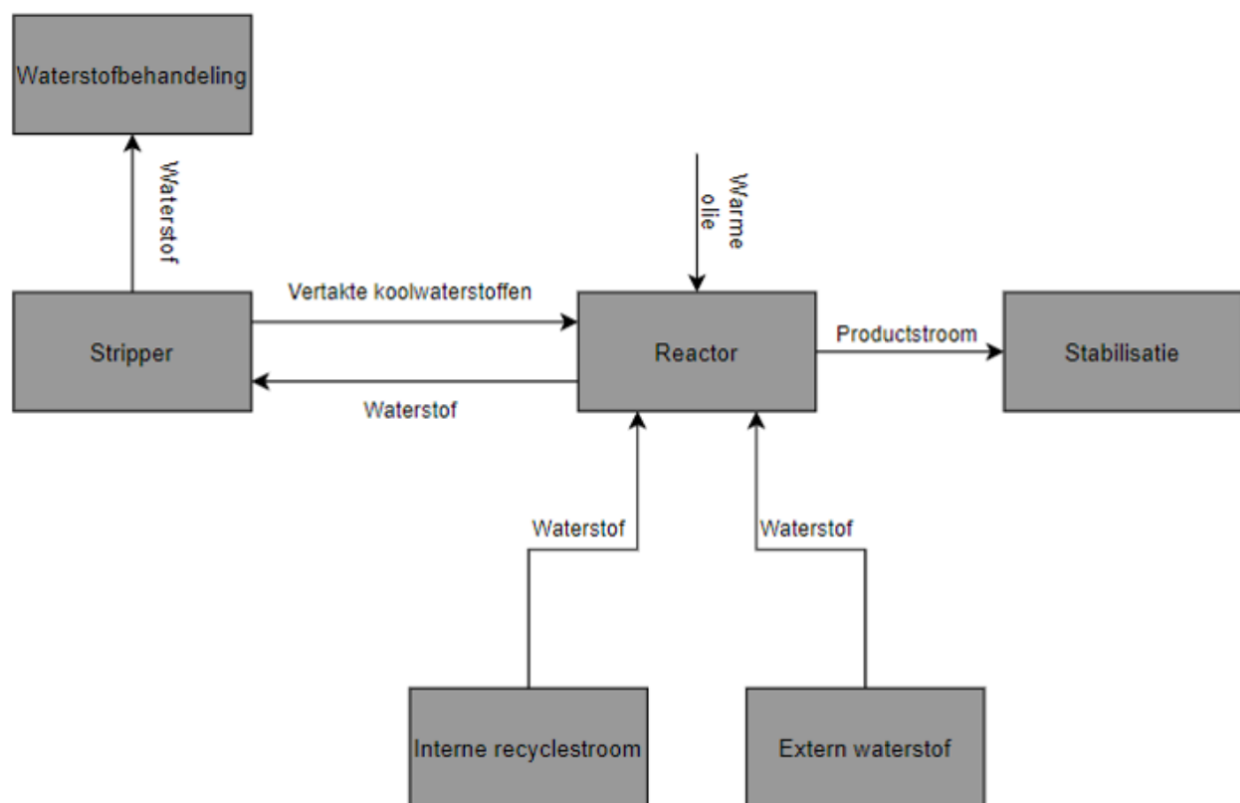 Waterstofbehandeling
Waterstof
Warme
olie
Vertakte koolwaterstoffen
Stripper
Reactor
Productstroom
Stabilisatie
Waterstof
Waterstof
Waterstof
Interne recyclestroom
Extern waterstof